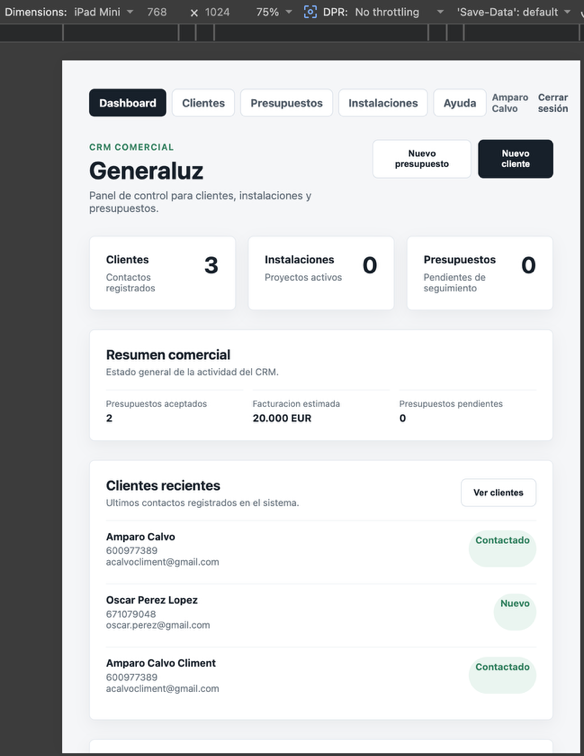 Dimensions: iPad Mini 768 × 1024 75% DPR: No throttling 'Save-Data': default
Dashboard Clientes Presupuestos Instalaciones Ayuda Amparo Calvo Cerrar sesión
CRM COMERCIAL
Generaluz
Panel de control para clientes, instalaciones y
presupuestos.
Nuevo
presupuesto
Nuevo
cliente
Clientes
Contactos
registrados
3
Instalaciones
Proyectos activos
0
Presupuestos
Pendientes de
seguimiento
0
Resumen comercial
Estado general de la actividad del CRM.
Presupuestos aceptados
2
Facturacion estimada
20.000 EUR
Presupuestos pendientes
0
Clientes recientes
Ultimos contactos registrados en el sistema.
Ver clientes
Amparo Calvo
600977389
acalvocliment@gmail.com
Contactado
Oscar Perez Lopez
671079048
oscar.perez@gmail.com
Nuevo
Amparo Calvo Climent
600977389
acalvocliment@gmail.com
Contactado